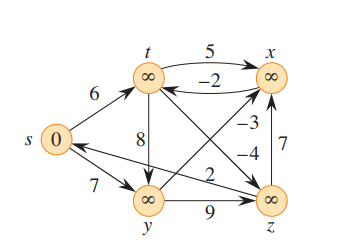 t 5 x
∞ −2 ∞
6
s 0 8 −3 7
−4
7 2
∞ 9 ∞
y z